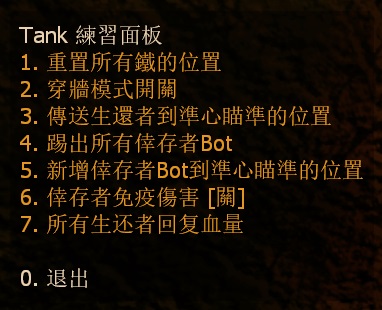 Tank 練習面板
1. 重置所有鐵的位置
2. 穿牆模式開關
3. 傳送生還者到準心瞄準的位置
4. 踢出所有倖存者Bot
5. 新增倖存者Bot到準心瞄準的位置
6. 倖存者免疫傷害 [關]
7. 所有生还者回复血量
0. 退出